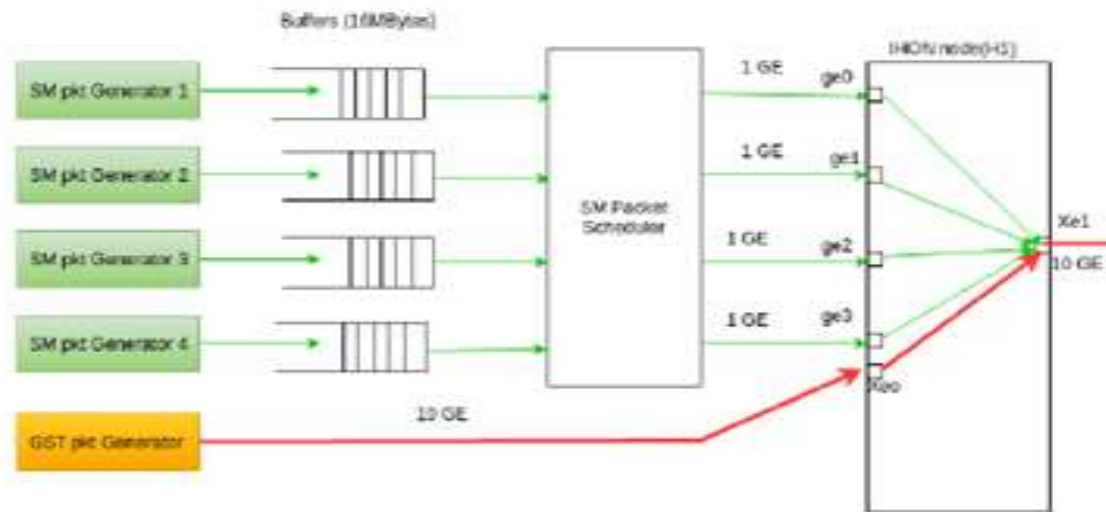 Buffers (16MBytes)
IHON node(H1)
SM pkt Generator 1
1 GE
ge0
SM pkt Generator 2
1 GE
ge1
SM Packet
Scheduler
Xe1
SM pkt Generator 3
1 GE
ge2
10 GE
SM pkt Generator 4
1 GE
ge3
Xeo
10 GE
GST pkt Generator